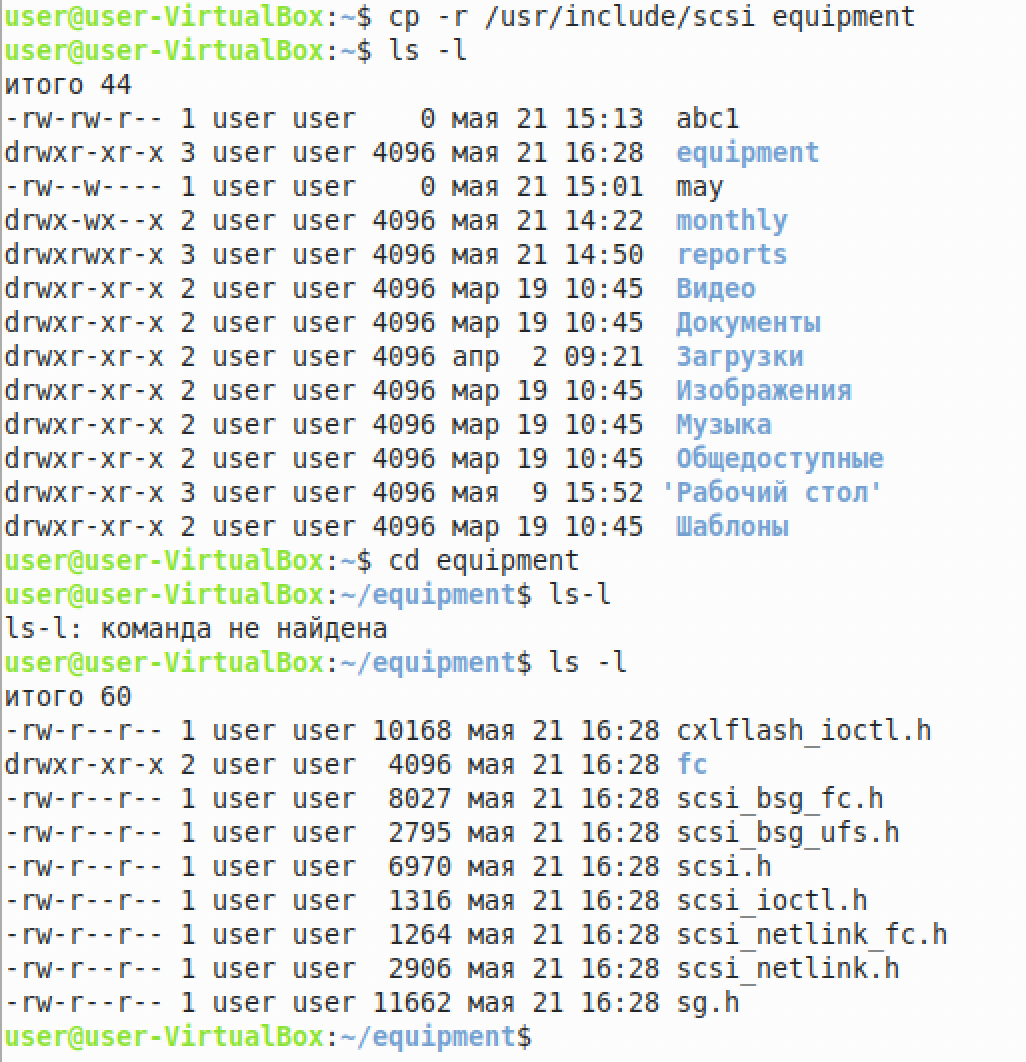 user@user-VirtualBox:~$ cp -r /usr/include/scsi equipment
user@user-VirtualBox:~$ ls -l
итого 44
-rw-rw-r-- 1 user user    0 мая 21 15:13  abc1
drwxr-xr-x 3 user user 4096 мая 21 16:28  equipment
-rw--w---- 1 user user    0 мая 21 15:01  may
drwx-wx--x 2 user user 4096 мая 21 14:22  monthly
drwxrwxr-x 3 user user 4096 мая 21 14:50  reports
drwxr-xr-x 2 user user 4096 мар 19 10:45  Видео
drwxr-xr-x 2 user user 4096 мар 19 10:45  Документы
drwxr-xr-x 2 user user 4096 апр  2 09:21  Загрузки
drwxr-xr-x 2 user user 4096 мар 19 10:45  Изображения
drwxr-xr-x 2 user user 4096 мар 19 10:45  Музыка
drwxr-xr-x 2 user user 4096 мар 19 10:45  Общедоступные
drwxr-xr-x 3 user user 4096 мая  9 15:52 'Рабочий стол'
drwxr-xr-x 2 user user 4096 мар 19 10:45  Шаблоны
user@user-VirtualBox:~$ cd equipment
user@user-VirtualBox:~/equipment$ ls-l
ls-l: команда не найдена
user@user-VirtualBox:~/equipment$ ls -l
итого 60
-rw-r--r-- 1 user user 10168 мая 21 16:28 cxlflash_ioctl.h
drwxr-xr-x 2 user user  4096 мая 21 16:28 fc
-rw-r--r-- 1 user user  8027 мая 21 16:28 scsi_bsg_fc.h
-rw-r--r-- 1 user user  2795 мая 21 16:28 scsi_bsg_ufs.h
-rw-r--r-- 1 user user  6970 мая 21 16:28 scsi.h
-rw-r--r-- 1 user user  1316 мая 21 16:28 scsi_ioctl.h
-rw-r--r-- 1 user user  1264 мая 21 16:28 scsi_netlink_fc.h
-rw-r--r-- 1 user user  2906 мая 21 16:28 scsi_netlink.h
-rw-r--r-- 1 user user 11662 мая 21 16:28 sg.h
user@user-VirtualBox:~/equipment$